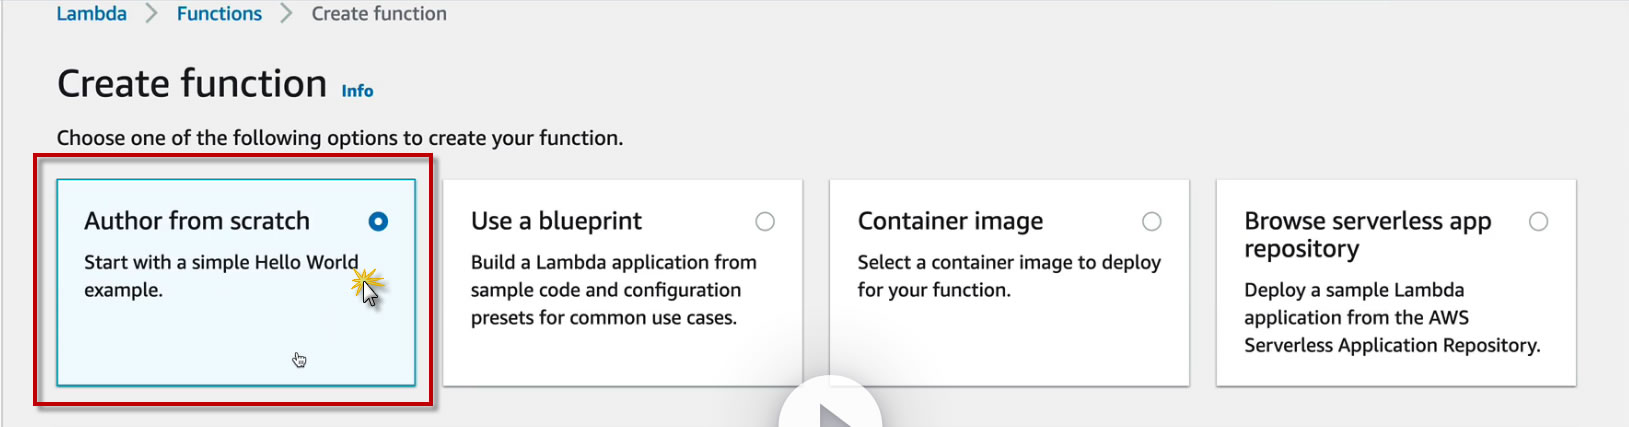 Lambda > Functions > Create function
Create function Info
Choose one of the following options to create your function.
Author from scratch
Start with a simple Hello World
example.
Use a blueprint
Build a Lambda application from
sample code and configuration
presets for common use cases.
Container image
Select a container image to deploy
for your function.
Browse serverless app
repository
Deploy a sample Lambda
application from the AWS
Serverless Application Repository.